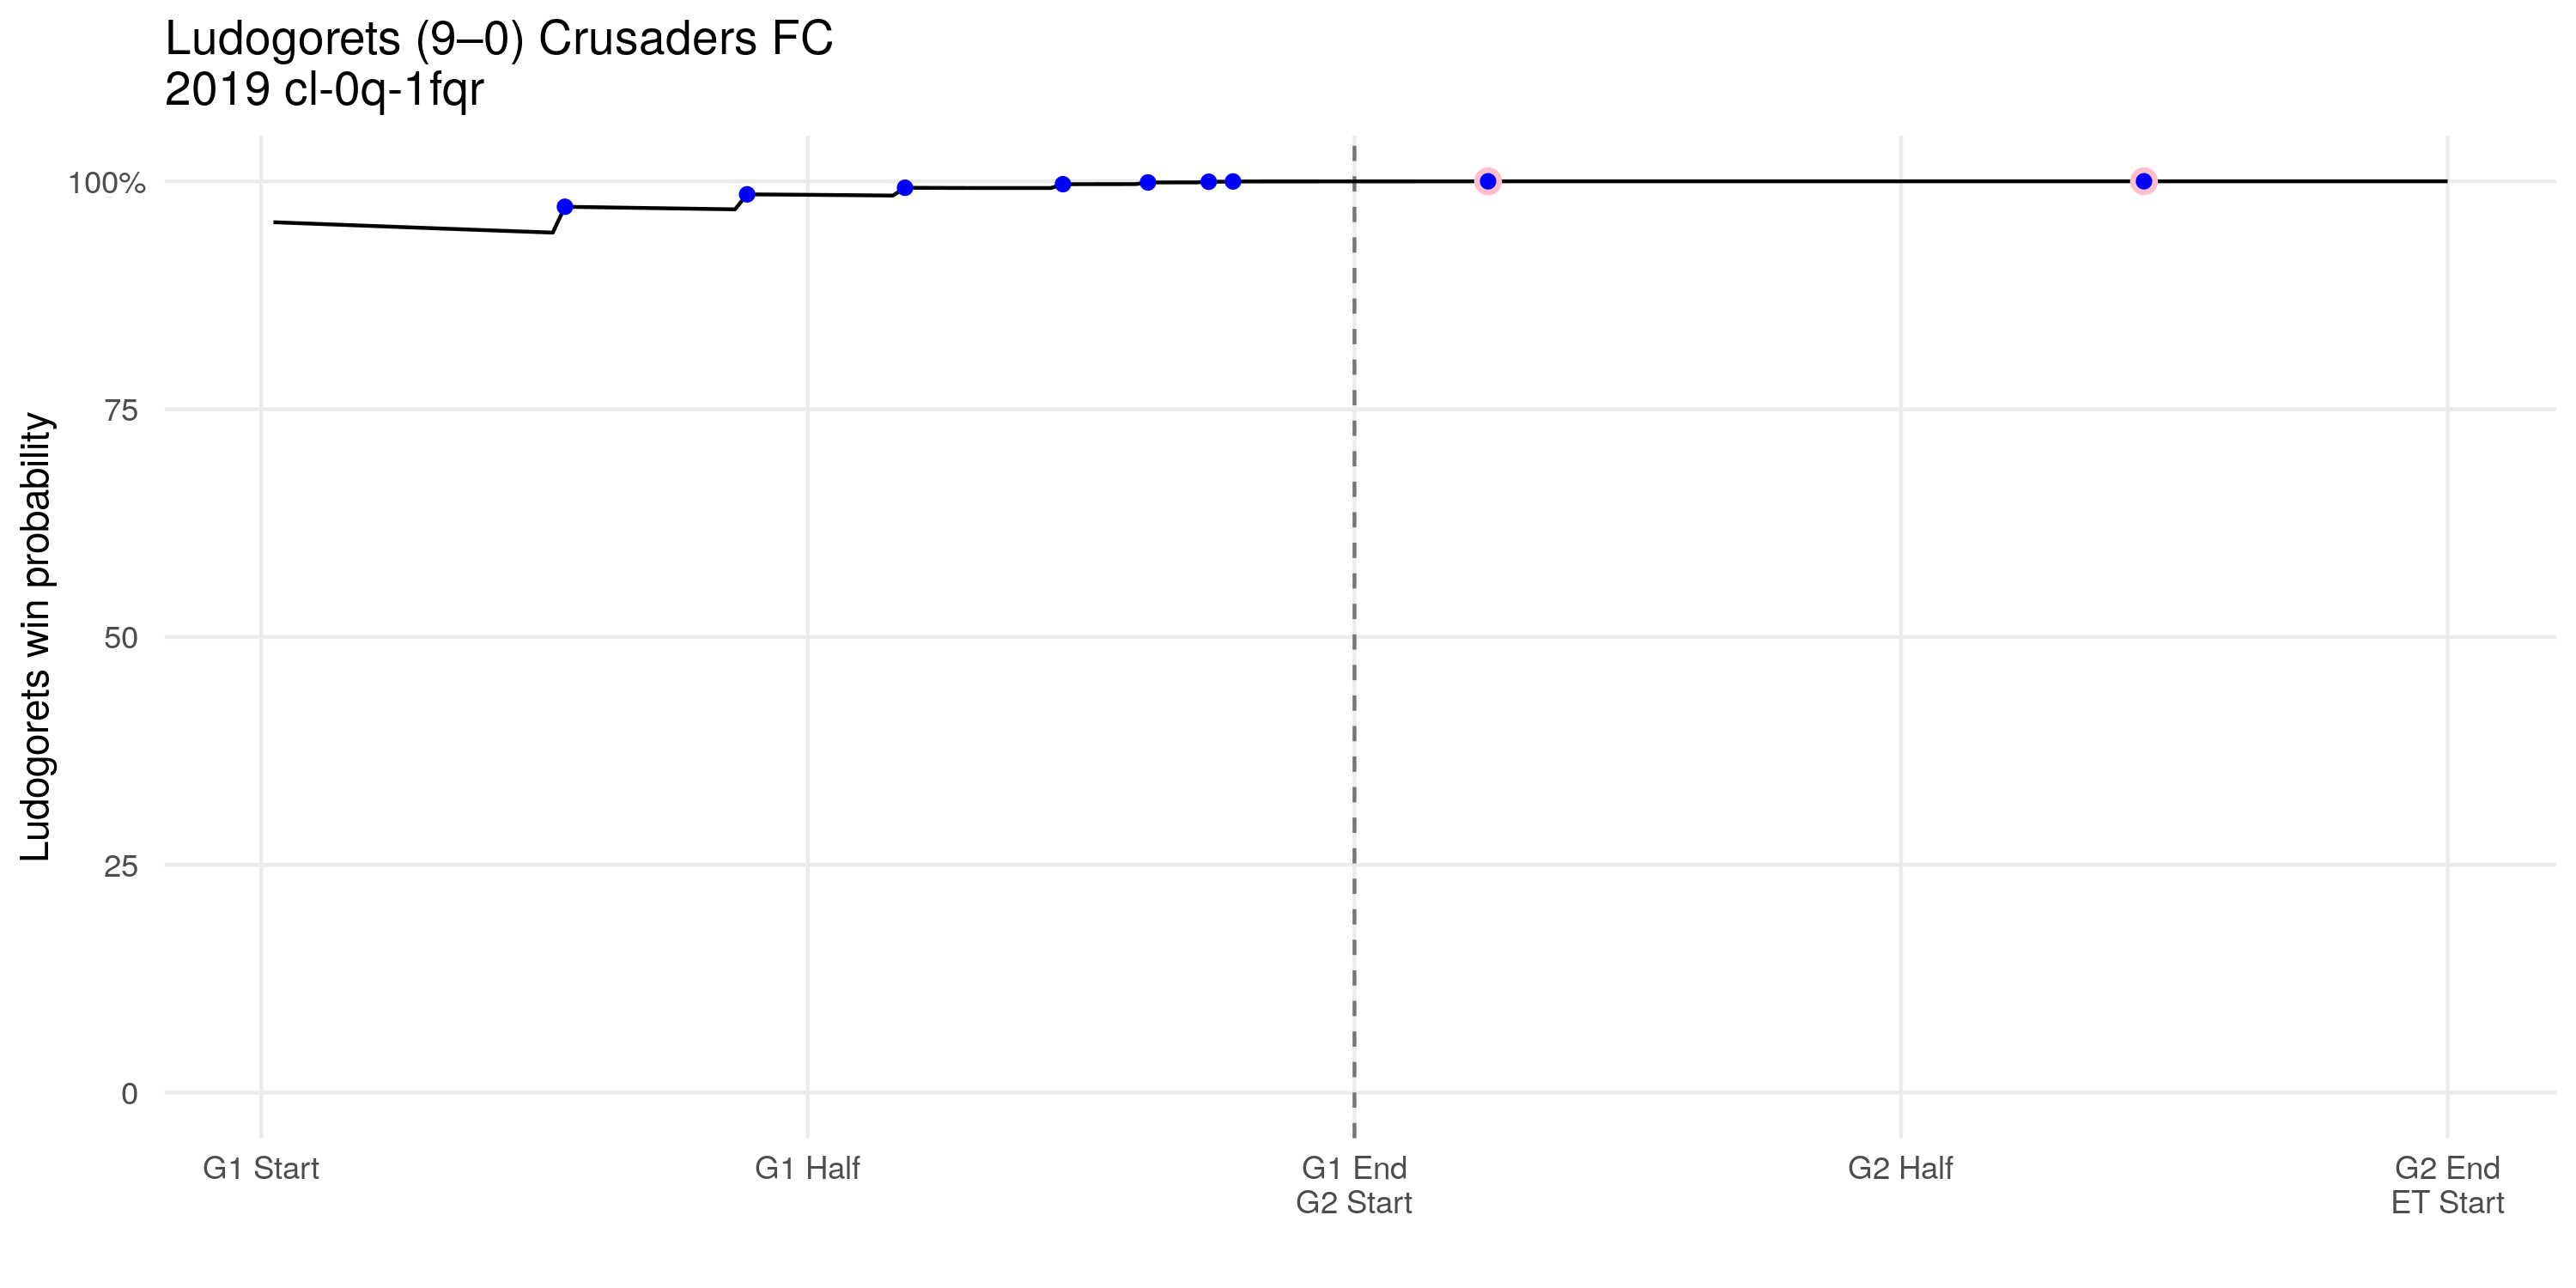 Ludogorets (9–0) Crusaders FC
2019 cl-0q-1fqr
Ludogorets win probability
100%
75
50
25
0
G1 Start
G1 Half
G1 End
G2 Start
G2 Half
G2 End
ET Start